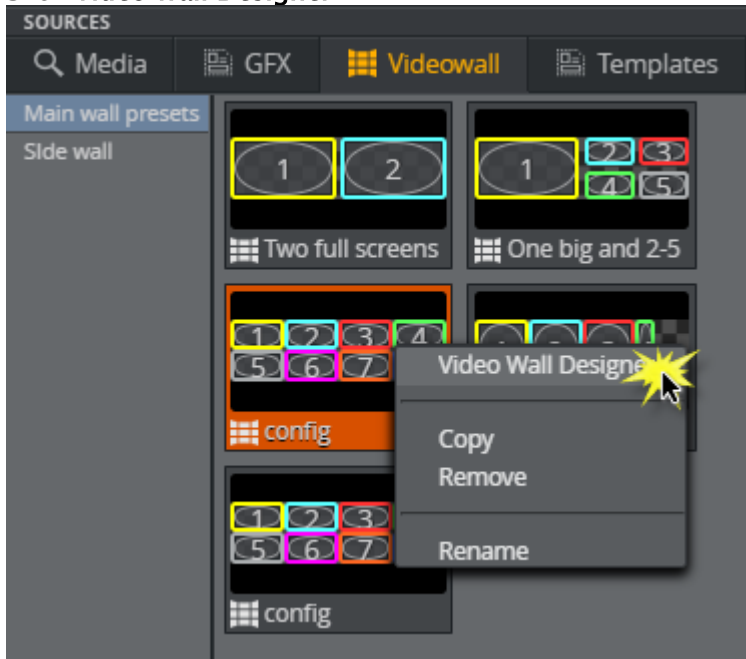 SOURCES
Media GFX Videowall Templates
Main wall presets
SIde wall
1 2
1 2 3 4 5
Two full screens
One big and 2-5
1 2 3 4
5 6 7
config
Video Wall Designe
Copy
Remove
Rename
1 2 3
5 6 7
config